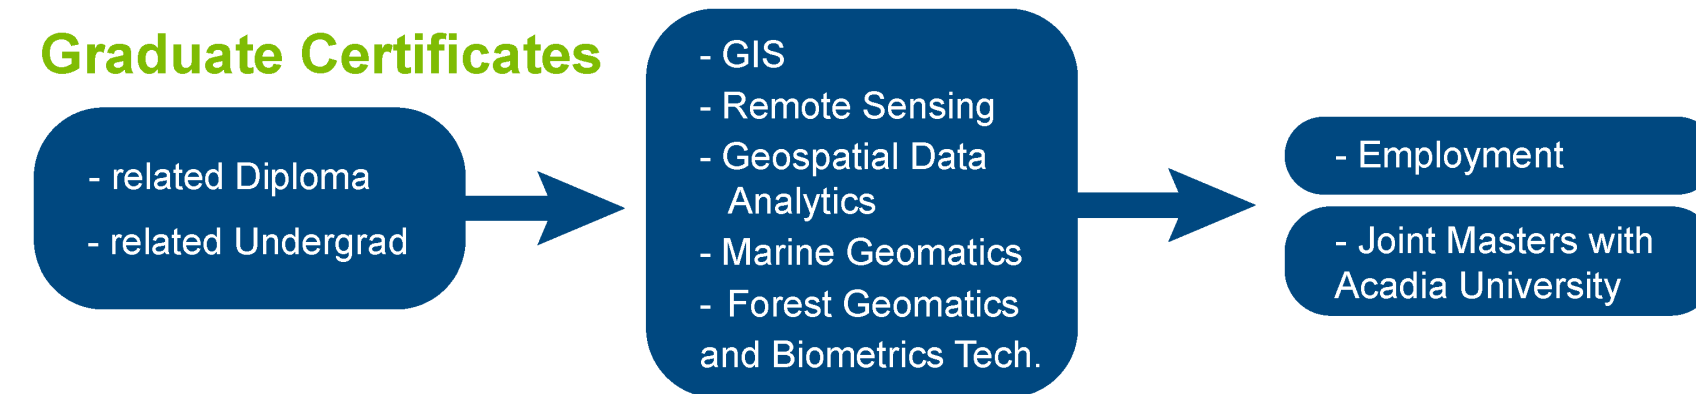 Graduate Certificates
- related Diploma
- related Undergrad
- GIS
- Remote Sensing
- Geospatial Data
Analytics
- Marine Geomatics
- Forest Geomatics
and Biometrics Tech.
- Employment
- Joint Masters with
Acadia University